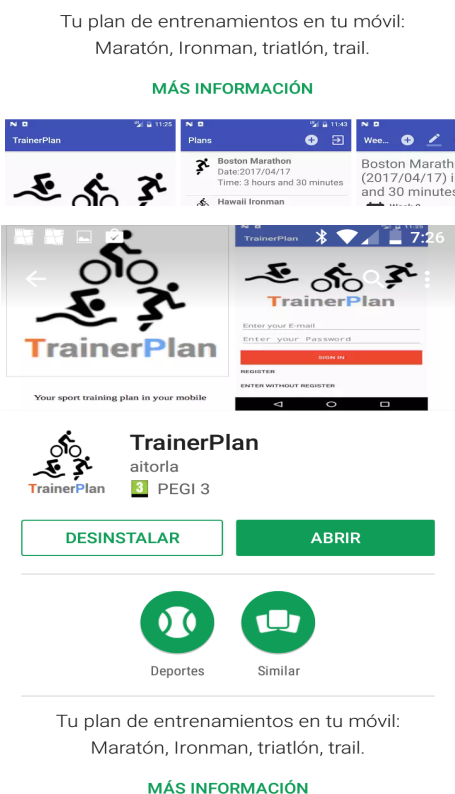 Tu plan de entrenamientos en tu móvil:
Maratón, Ironman, triatlón, trail.
MÁS INFORMACIÓN
11:25
TrainerPlan
11:43
Plans
Boston Marathon
Date:2017/04/17
Time: 3 hours and 30 minutes
Hawaii Ironman
Wee...
Boston Marath
(2017/04/17) i
and 30 minutes
7:26
TrainerPlan
Your sport training plan in your mobile
TrainerPlan
TrainerPlan
Enter your E-mail
Enter your Password
SIGN IN
REGISTER
ENTER WITHOUT REGISTER
TrainerPlan
TrainerPlan
aitorla
3 PEGI 3
DESINSTALAR
ABRIR
Deportes
Similar
Tu plan de entrenamientos en tu móvil:
Maratón, Ironman, triatlón, trail.
MÁS INFORMACIÓN